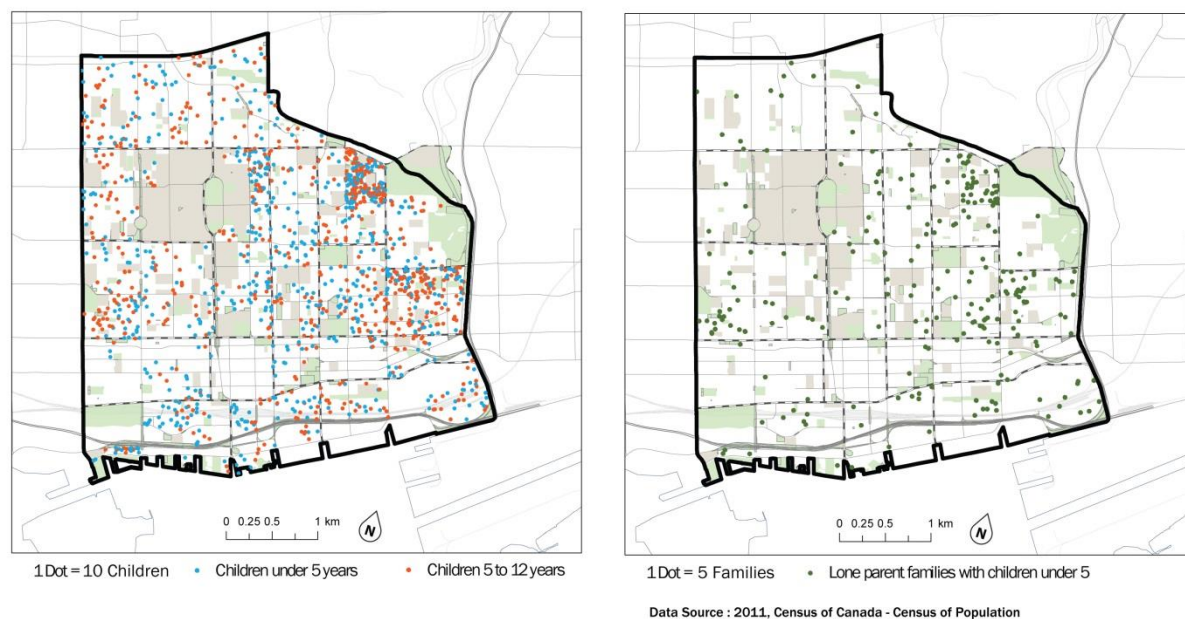 0 0.25 0.5 1 km
N
1 Dot = 10 Children Children under 5 years Children 5 to 12 years
0 0.25 0.5 1 km
N
1 Dot = 5 Families Lone parent families with children under 5
Data Source : 2011, Census of Canada - Census of Population